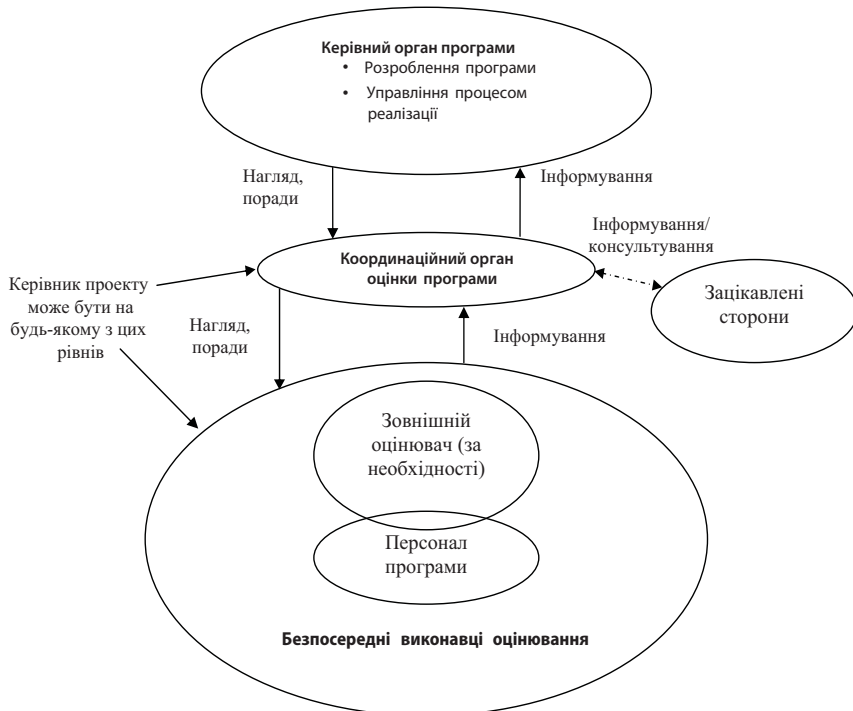 Керівний орган програми
• Розроблення програми
• Управління процесом
реалізації
Нагляд,
поради
Інформування
Інформування/
консультування
Координаційний орган
оцінки програми
Зацікавлені
сторони
Керівник проекту
може бути на
будь-якому з цих
рівнів
Нагляд,
поради
Інформування
Зовнішній
оцінювач (за
необхідності)
Персонал
програми
Безпосередні виконавці оцінювання